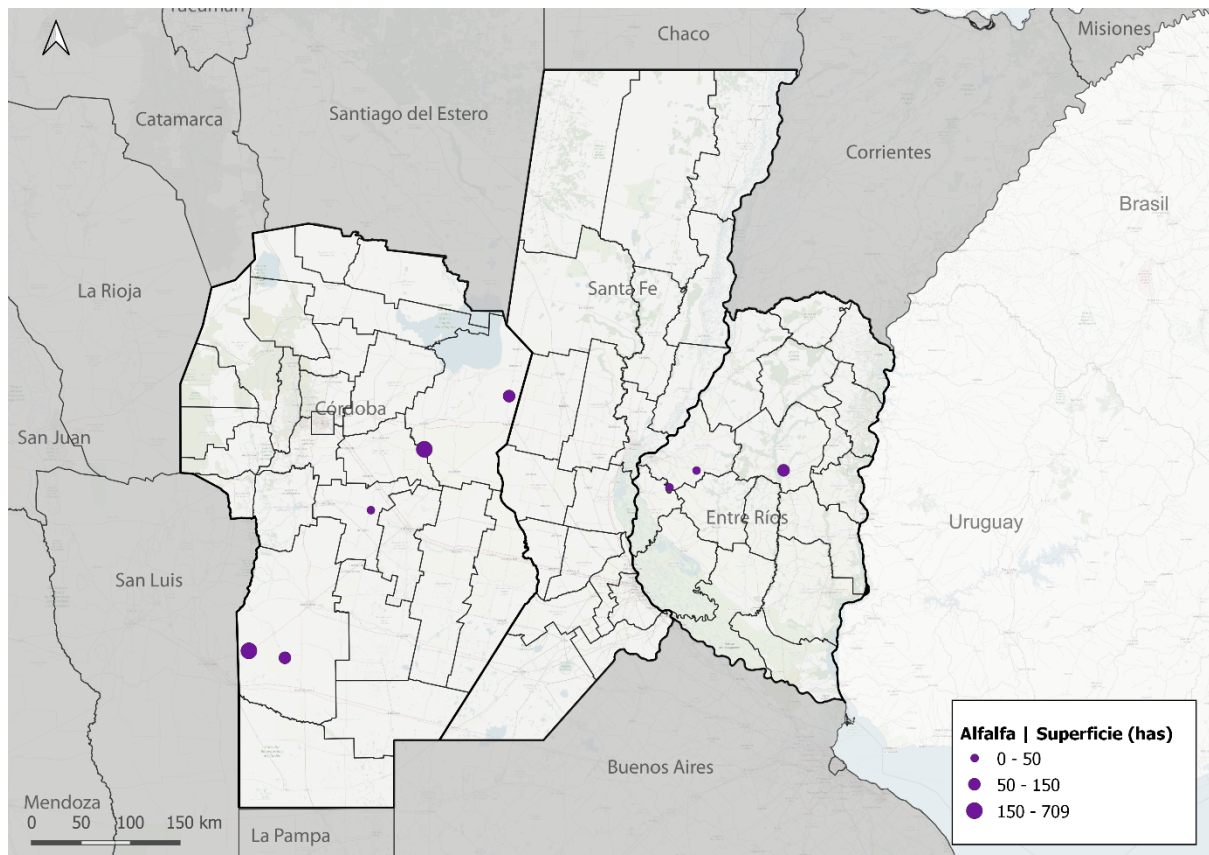 Tucumán
Chaco
Misiones
Catamarca
Santiago del Estero
Corrientes
Brasil
La Rioja
Santa Fe
Córdoba
San Juan
Entre Ríos
Uruguay
San Luis
Alfalfa | Superficie (has)
0 - 50
50 - 150
150 - 709
Buenos Aires
Mendoza
0 50 100 150 km
La Pampa